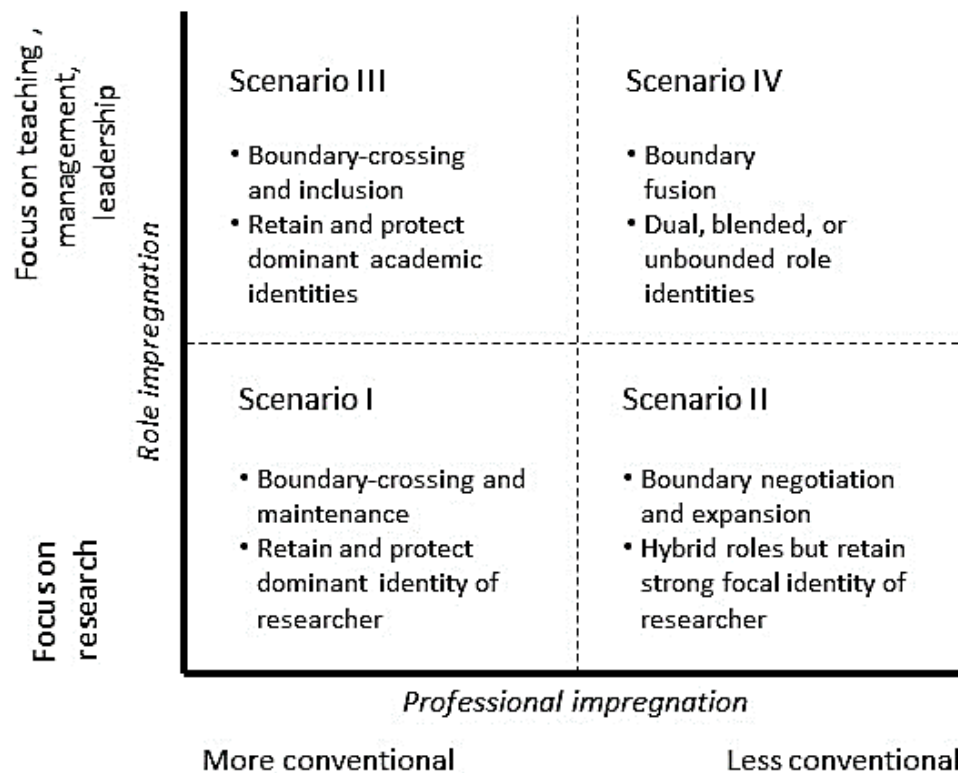 Focus on teaching ,
management,
leadership
Role impregnation
Focus on
research
Scenario III
• Boundary-crossing
and inclusion
• Retain and protect
dominant academic
identities
Scenario IV
• Boundary
fusion
• Dual, blended, or
unbounded role
identities
Scenario I
• Boundary-crossing and
maintenance
• Retain and protect
dominant identity of
researcher
Scenario II
• Boundary negotiation
and expansion
• Hybrid roles but retain
strong focal identity of
researcher
Professional impregnation
More conventional
Less conventional